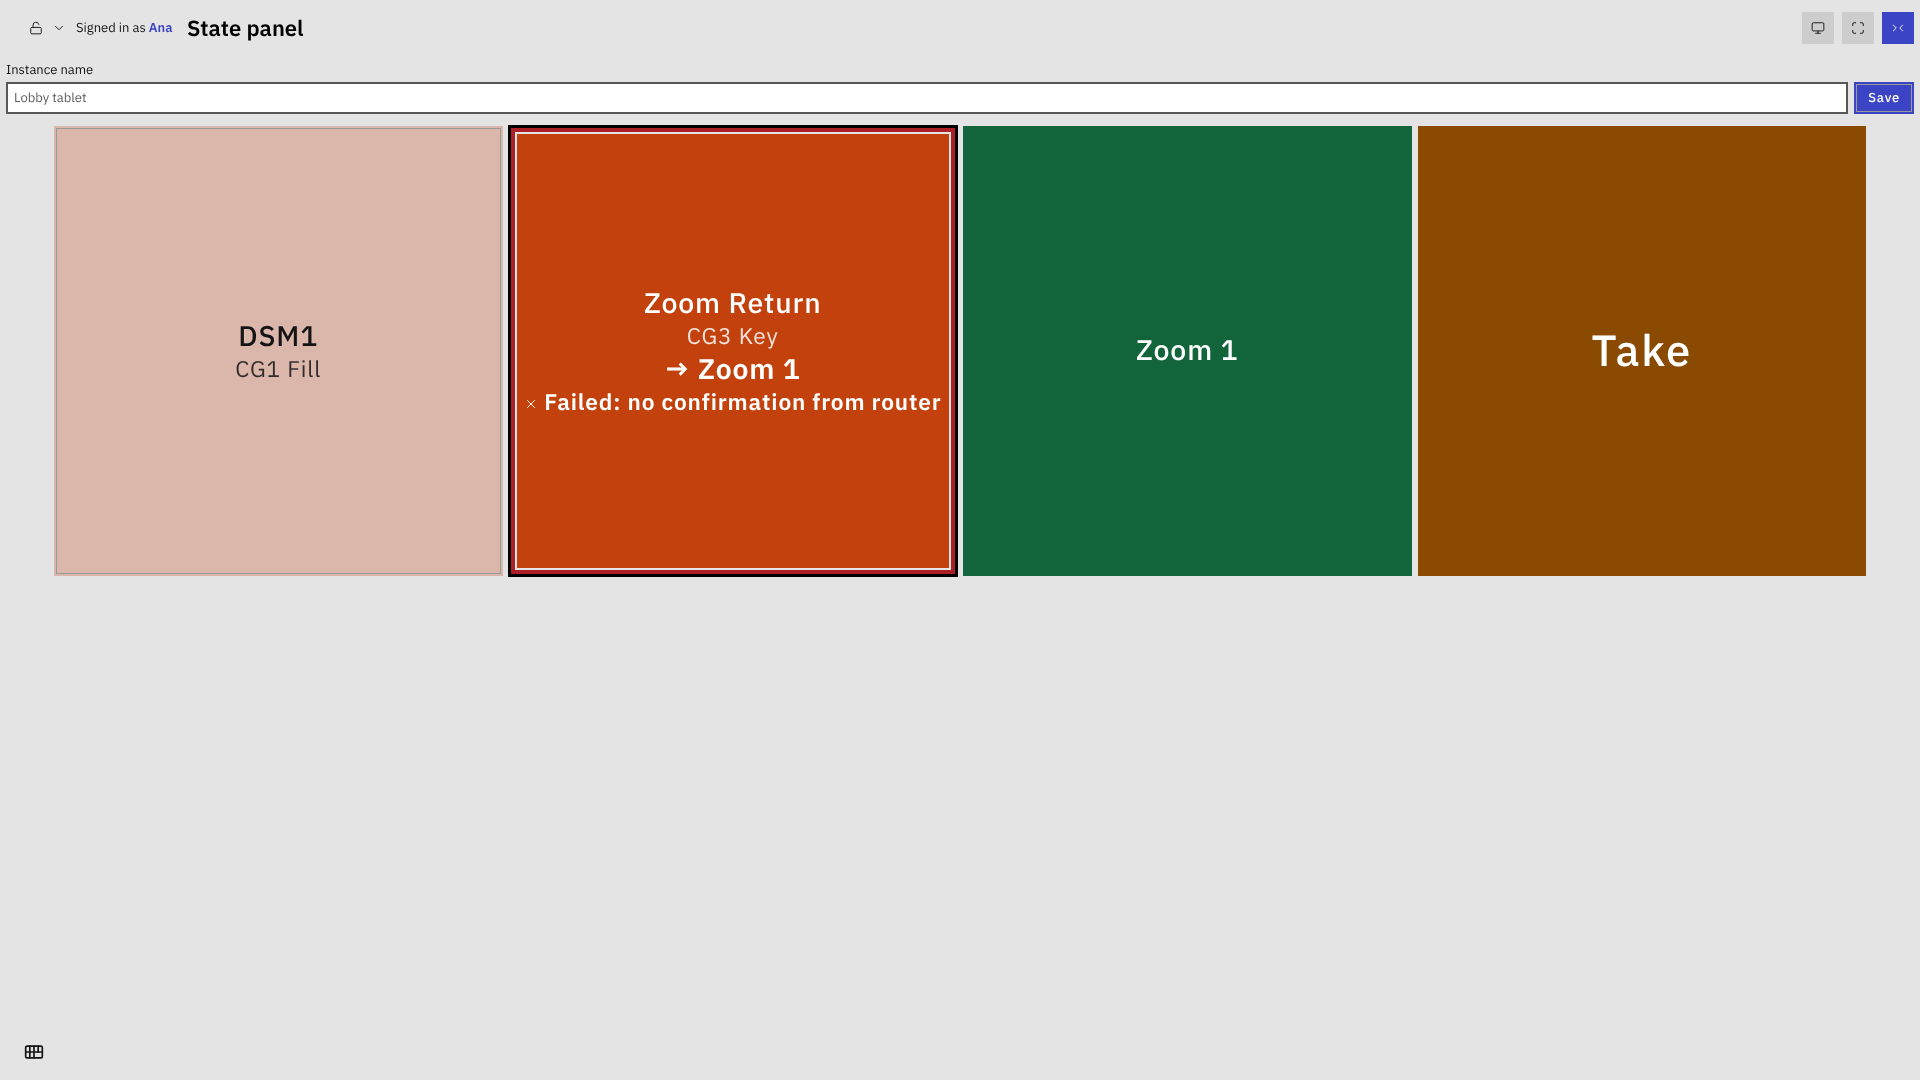 Signed in as Ana
State panel
Instance name
Lobby tablet
Save
DSM1
CG1 Fill
Zoom Return
CG3 Key
→ Zoom 1
× Failed: no confirmation from router
Zoom 1
Take